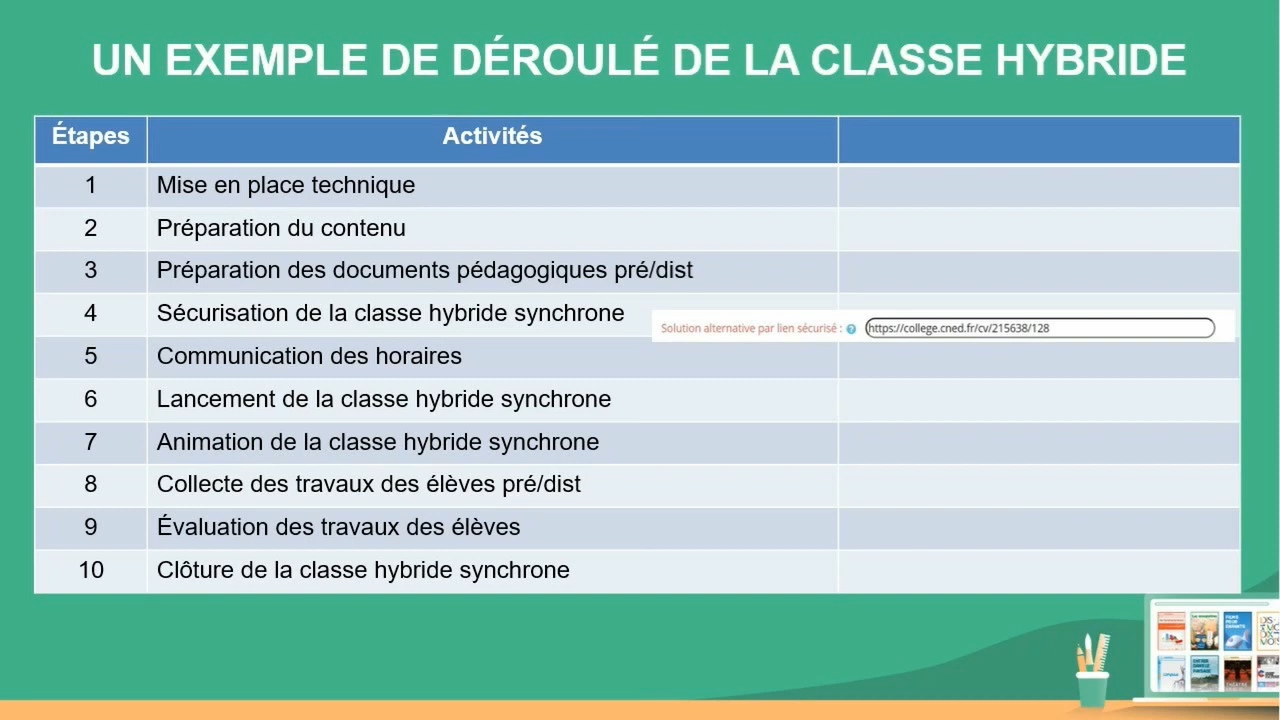 UN EXEMPLE DE DÉROULÉ DE LA CLASSE HYBRIDE
Étapes Activités
1 Mise en place technique
2 Préparation du contenu
3 Préparation des documents pédagogiques pré/dist
4 Sécurisation de la classe hybride synchrone
Solution alternative par lien sécurisé : ? https://college.cned.fr/cv/215638/128
5 Communication des horaires
6 Lancement de la classe hybride synchrone
7 Animation de la classe hybride synchrone
8 Collecte des travaux des élèves pré/dist
9 Évaluation des travaux des élèves
10 Clôture de la classe hybride synchrone